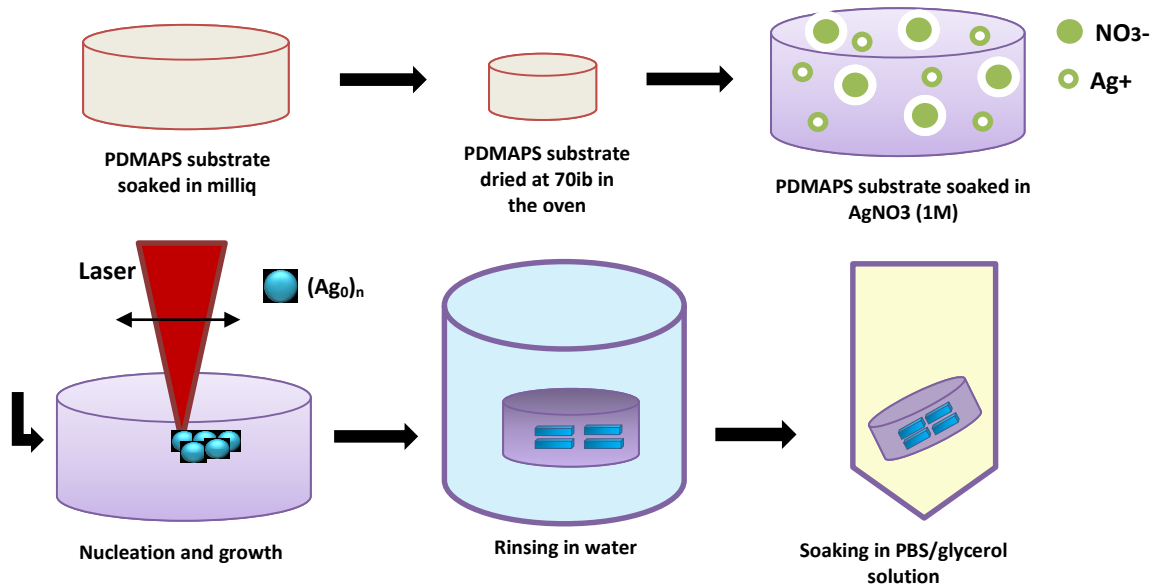 NO3-
Ag+
PDMAPS substrate
soaked in milliq
PDMAPS substrate
dried at 70ib in
the oven
PDMAPS substrate soaked in
AgNO3 (1M)
Laser
(Ag₀)ₙ
Nucleation and growth
Rinsing in water
Soaking in PBS/glycerol
solution